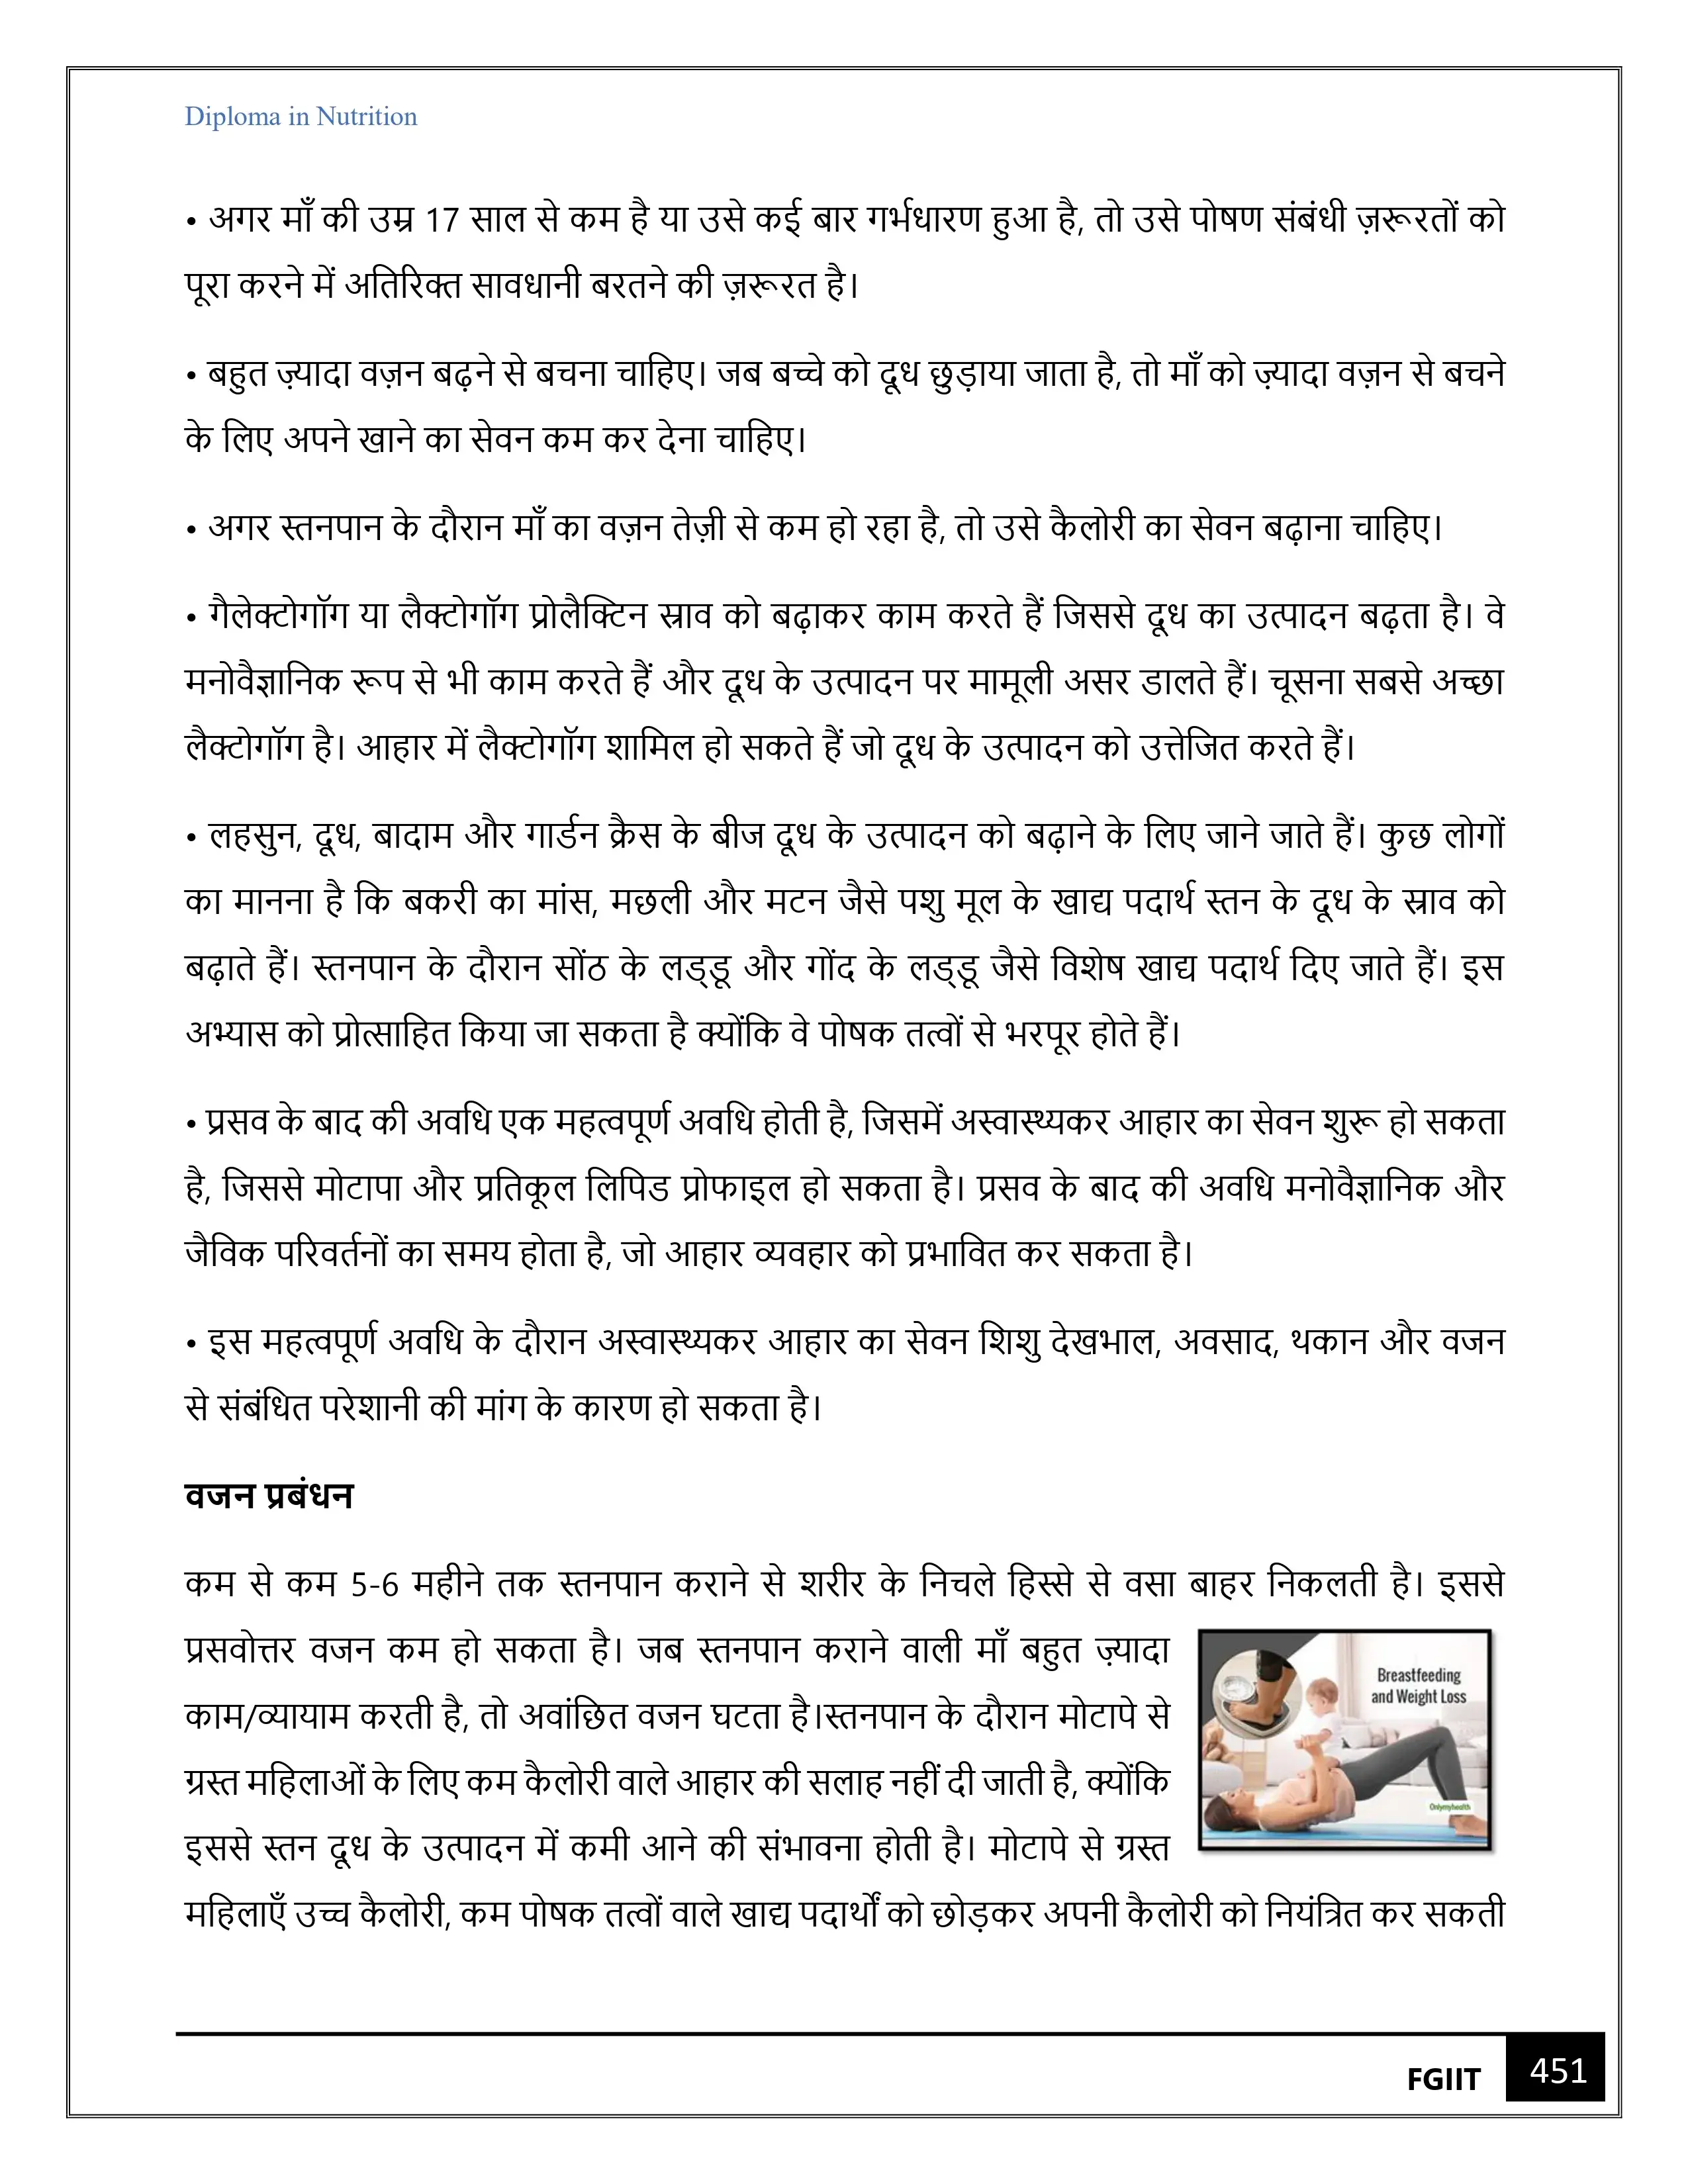 Diploma in Nutrition
• अगर माँ की उम्र 17 साल से कम है या उसे कई बार गर्भधारण हुआ है, तो उसे पोषण संबंधी ज़रूरतों को
पूरा करने में अतिरिक्त सावधानी बरतने की ज़रूरत है।
• बहुत ज़्यादा वज़न बढ़ने से बचना चाहिए। जब बच्चे को दूध छुड़ाया जाता है, तो माँ को ज़्यादा वज़न से बचने
के लिए अपने खाने का सेवन कम कर देना चाहिए।
• अगर स्तनपान के दौरान माँ का वज़न तेज़ी से कम हो रहा है, तो उसे कैलोरी का सेवन बढ़ाना चाहिए।
• गैलेक्टोगॉग या लैक्टोगॉग प्रोलैक्टिन स्राव को बढ़ाकर काम करते हैं जिससे दूध का उत्पादन बढ़ता है। वे
मनोवैज्ञानिक रूप से भी काम करते हैं और दूध के उत्पादन पर मामूली असर डालते हैं। चूसना सबसे अच्छा
लैक्टोगॉग है। आहार में लैक्टोगॉग शामिल हो सकते हैं जो दूध के उत्पादन को उत्तेजित करते हैं।
• लहसुन, दूध, बादाम और गार्डन क्रैस के बीज दूध के उत्पादन को बढ़ाने के लिए जाने जाते हैं। कुछ लोगों
का मानना है कि बकरी का मांस, मछली और मटन जैसे पशु मूल के खाद्य पदार्थ स्तन के दूध के स्राव को
बढ़ाते हैं। स्तनपान के दौरान सोंठ के लड्डू और गोंद के लड्डू जैसे विशेष खाद्य पदार्थ दिए जाते हैं। इस
अभ्यास को प्रोत्साहित किया जा सकता है क्योंकि वे पोषक तत्वों से भरपूर होते हैं।
• प्रसव के बाद की अवधि एक महत्वपूर्ण अवधि होती है, जिसमें अस्वास्थ्यकर आहार का सेवन शुरू हो सकता
है, जिससे मोटापा और प्रतिकूल लिपिड प्रोफाइल हो सकता है। प्रसव के बाद की अवधि मनोवैज्ञानिक और
जैविक परिवर्तनों का समय होता है, जो आहार व्यवहार को प्रभावित कर सकता है।
• इस महत्वपूर्ण अवधि के दौरान अस्वास्थ्यकर आहार का सेवन शिशु देखभाल, अवसाद, थकान और वजन
से संबंधित परेशानी की मांग के कारण हो सकता है।
वजन प्रबंधन
कम से कम 5-6 महीने तक स्तनपान कराने से शरीर के निचले हिस्से से वसा बाहर निकलती है। इससे
प्रसवोत्तर वजन कम हो सकता है। जब स्तनपान कराने वाली माँ बहुत ज़्यादा
काम/व्यायाम करती है, तो अवांछित वजन घटता है।स्तनपान के दौरान मोटापे से
ग्रस्त महिलाओं के लिए कम कैलोरी वाले आहार की सलाह नहीं दी जाती है, क्योंकि
इससे स्तन दूध के उत्पादन में कमी आने की संभावना होती है। मोटापे से ग्रस्त
महिलाएँ उच्च कैलोरी, कम पोषक तत्वों वाले खाद्य पदार्थों को छोड़कर अपनी कैलोरी को नियंत्रित कर सकती
Breastfeeding
and Weight Loss
Onlymyhealth
FGIIT 451